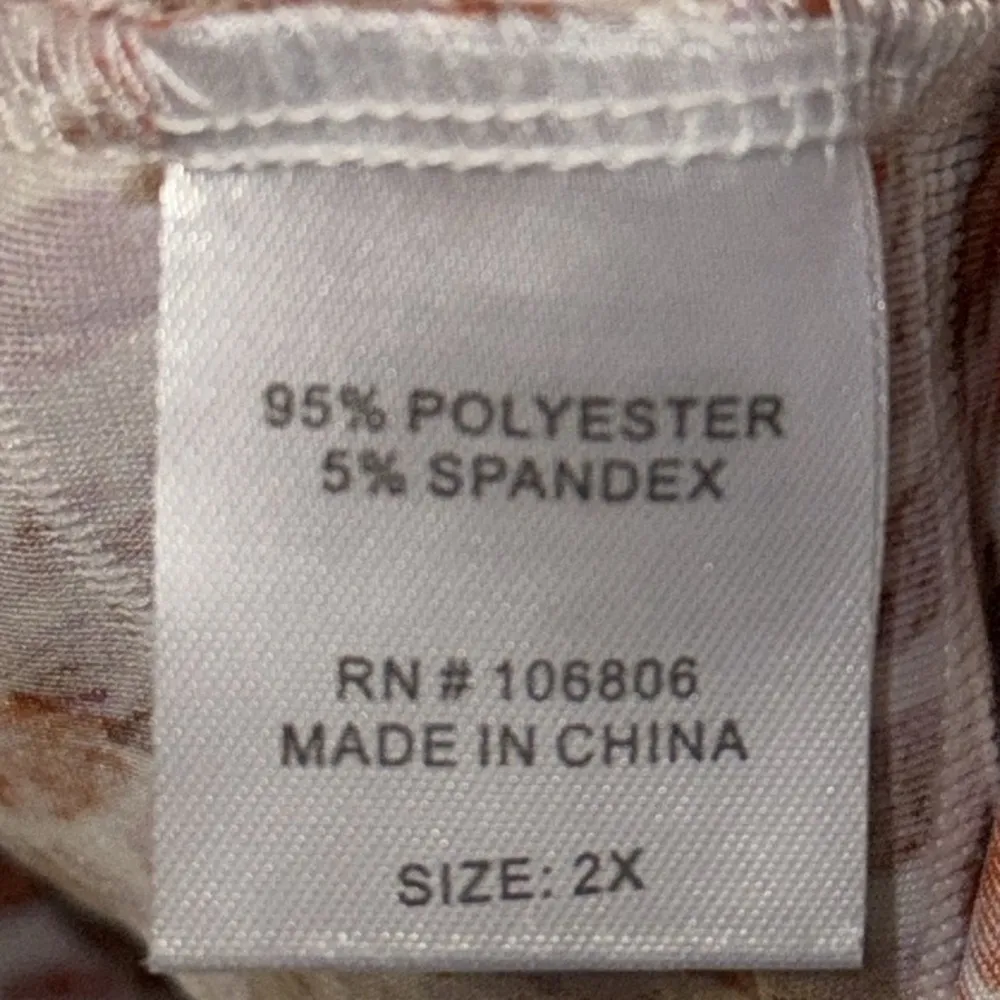 95% POLYESTER
5% SPANDEX
RN # 106806
MADE IN CHINA
SIZE: 2X